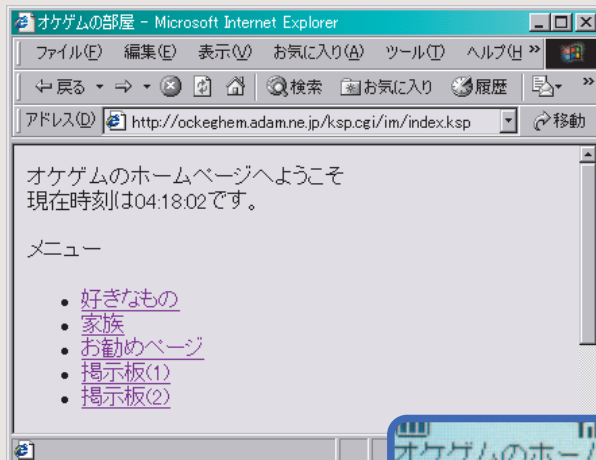 オケゲムの部屋 - Microsoft Internet Explorer
ファイル(F) 編集(E) 表示(V) お気に入り(A) ツール(T) ヘルプ(H »
戻る 検索 お気に入り 履歴 »
アドレス(D) http://ockeghem.adam.ne.jp/ksp.cgi/im/index.ksp 移動
オケゲムのホームページへようこそ
現在時刻は04:18:02です。
メニュー
• 好きなもの
• 家族
• お勧めページ
• 掲示板(1)
• 掲示板(2)
オケゲムのホーム